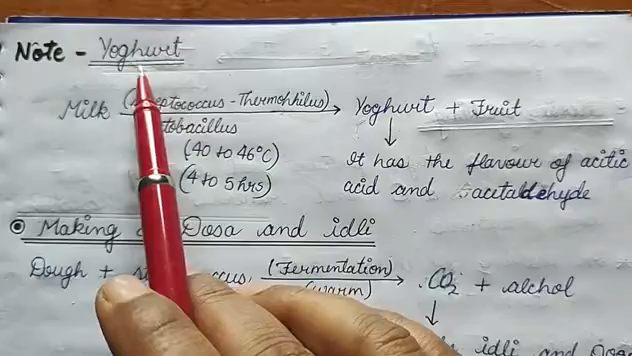 Note - Yoghurt
Milk (Streptococcus - Thermophilus) → Yoghurt + Fruit
tobacillus
(40 to 46°C)
(4 to 5 hrs)
↓
It has the flavour of acitic
acid and acetaldehyde
Making Dosa and idli
Dough + (Fermentation) → CO2 + alchol
(warm)
↓
idli and